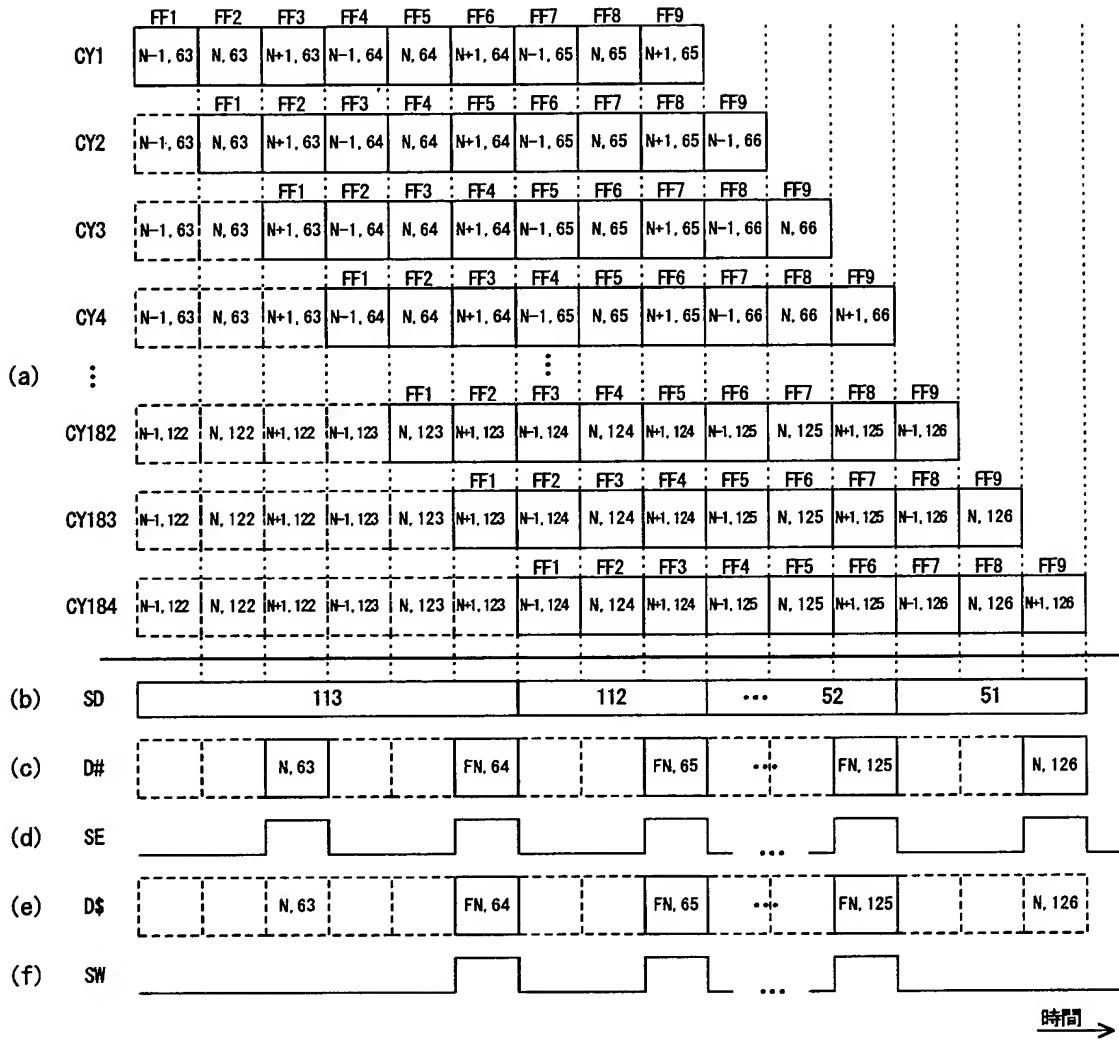 FF1 FF2 FF3 FF4 FF5 FF6 FF7 FF8 FF9
CY1 N-1, 63 N, 63 N+1, 63 N-1, 64 N, 64 N+1, 64 N-1, 65 N, 65 N+1, 65
FF1 FF2 FF3 FF4 FF5 FF6 FF7 FF8 FF9
CY2 N-1, 63 N, 63 N+1, 63 N-1, 64 N, 64 N+1, 64 N-1, 65 N, 65 N+1, 65 N-1, 66
FF1 FF2 FF3 FF4 FF5 FF6 FF7 FF8 FF9
CY3 N-1, 63 N, 63 N+1, 63 N-1, 64 N, 64 N+1, 64 N-1, 65 N, 65 N+1, 65 N-1, 66 N, 66
FF1 FF2 FF3 FF4 FF5 FF6 FF7 FF8 FF9
CY4 N-1, 63 N, 63 N+1, 63 N-1, 64 N, 64 N+1, 64 N-1, 65 N, 65 N+1, 65 N-1, 66 N, 66 N+1, 66
(a) ⋮ ⋮
FF1 FF2 FF3 FF4 FF5 FF6 FF7 FF8 FF9
CY182 N-1, 122 N, 122 N+1, 122 N-1, 123 N, 123 N+1, 123 N-1, 124 N, 124 N+1, 124 N-1, 125 N, 125 N+1, 125 N-1, 126
FF1 FF2 FF3 FF4 FF5 FF6 FF7 FF8 FF9
CY183 N-1, 122 N, 122 N+1, 122 N-1, 123 N, 123 N+1, 123 N-1, 124 N, 124 N+1, 124 N-1, 125 N, 125 N+1, 125 N-1, 126 N, 126
FF1 FF2 FF3 FF4 FF5 FF6 FF7 FF8 FF9
CY184 N-1, 122 N, 122 N+1, 122 N-1, 123 N, 123 N+1, 123 N-1, 124 N, 124 N+1, 124 N-1, 125 N, 125 N+1, 125 N-1, 126 N, 126 N+1, 126
(b) SD 113 112 ⋯ 52 51
(c) D# N, 63 FN, 64 FN, 65 ⋯ FN, 125 N, 126
(d) SE ⋯
(e) D$ N, 63 FN, 64 FN, 65 ⋯ FN, 125 N, 126
(f) SW ⋯
時間